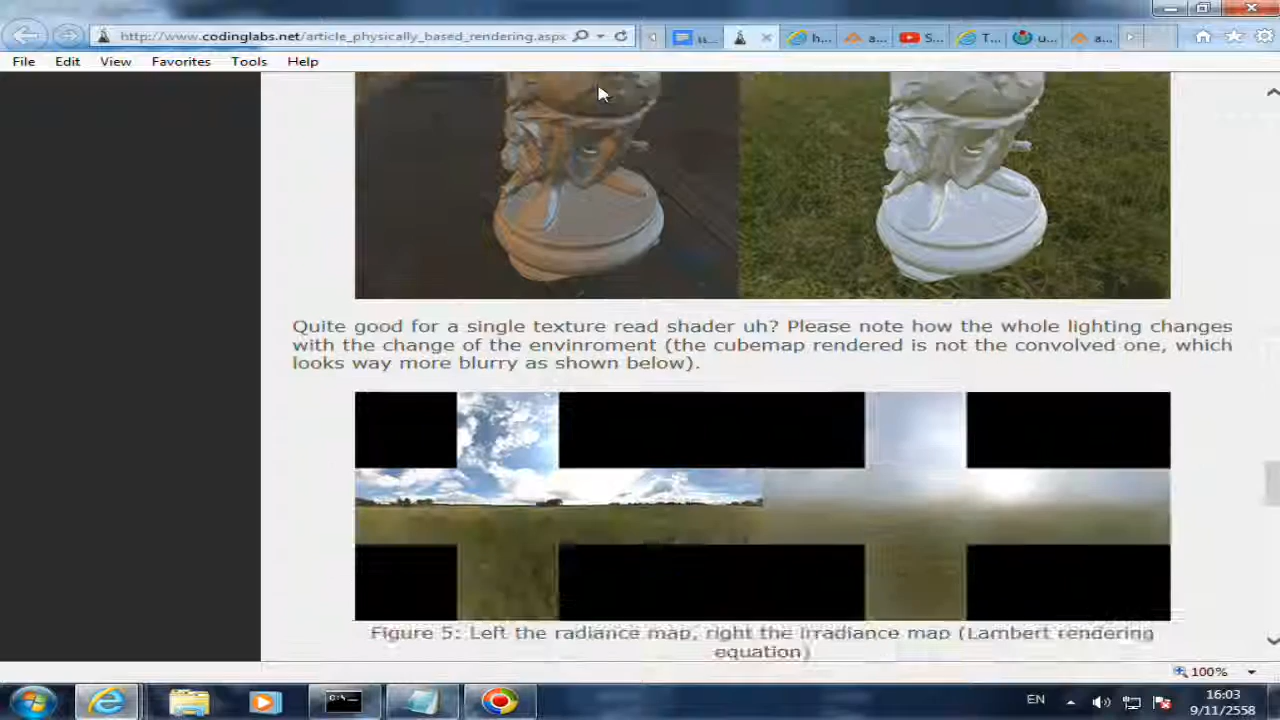 http://www.codinglabs.net/article_physically_based_rendering.aspx
h...
a...
S...
T...
u...
a...
File Edit View Favorites Tools Help
Quite good for a single texture read shader uh? Please note how the whole lighting changes
with the change of the envinroment (the cubemap rendered is not the convolved one, which
looks way more blurry as shown below).
Figure 5: Left the radiance map, right the irradiance map (Lambert rendering
equation)
100%
EN
16:03
9/11/2558